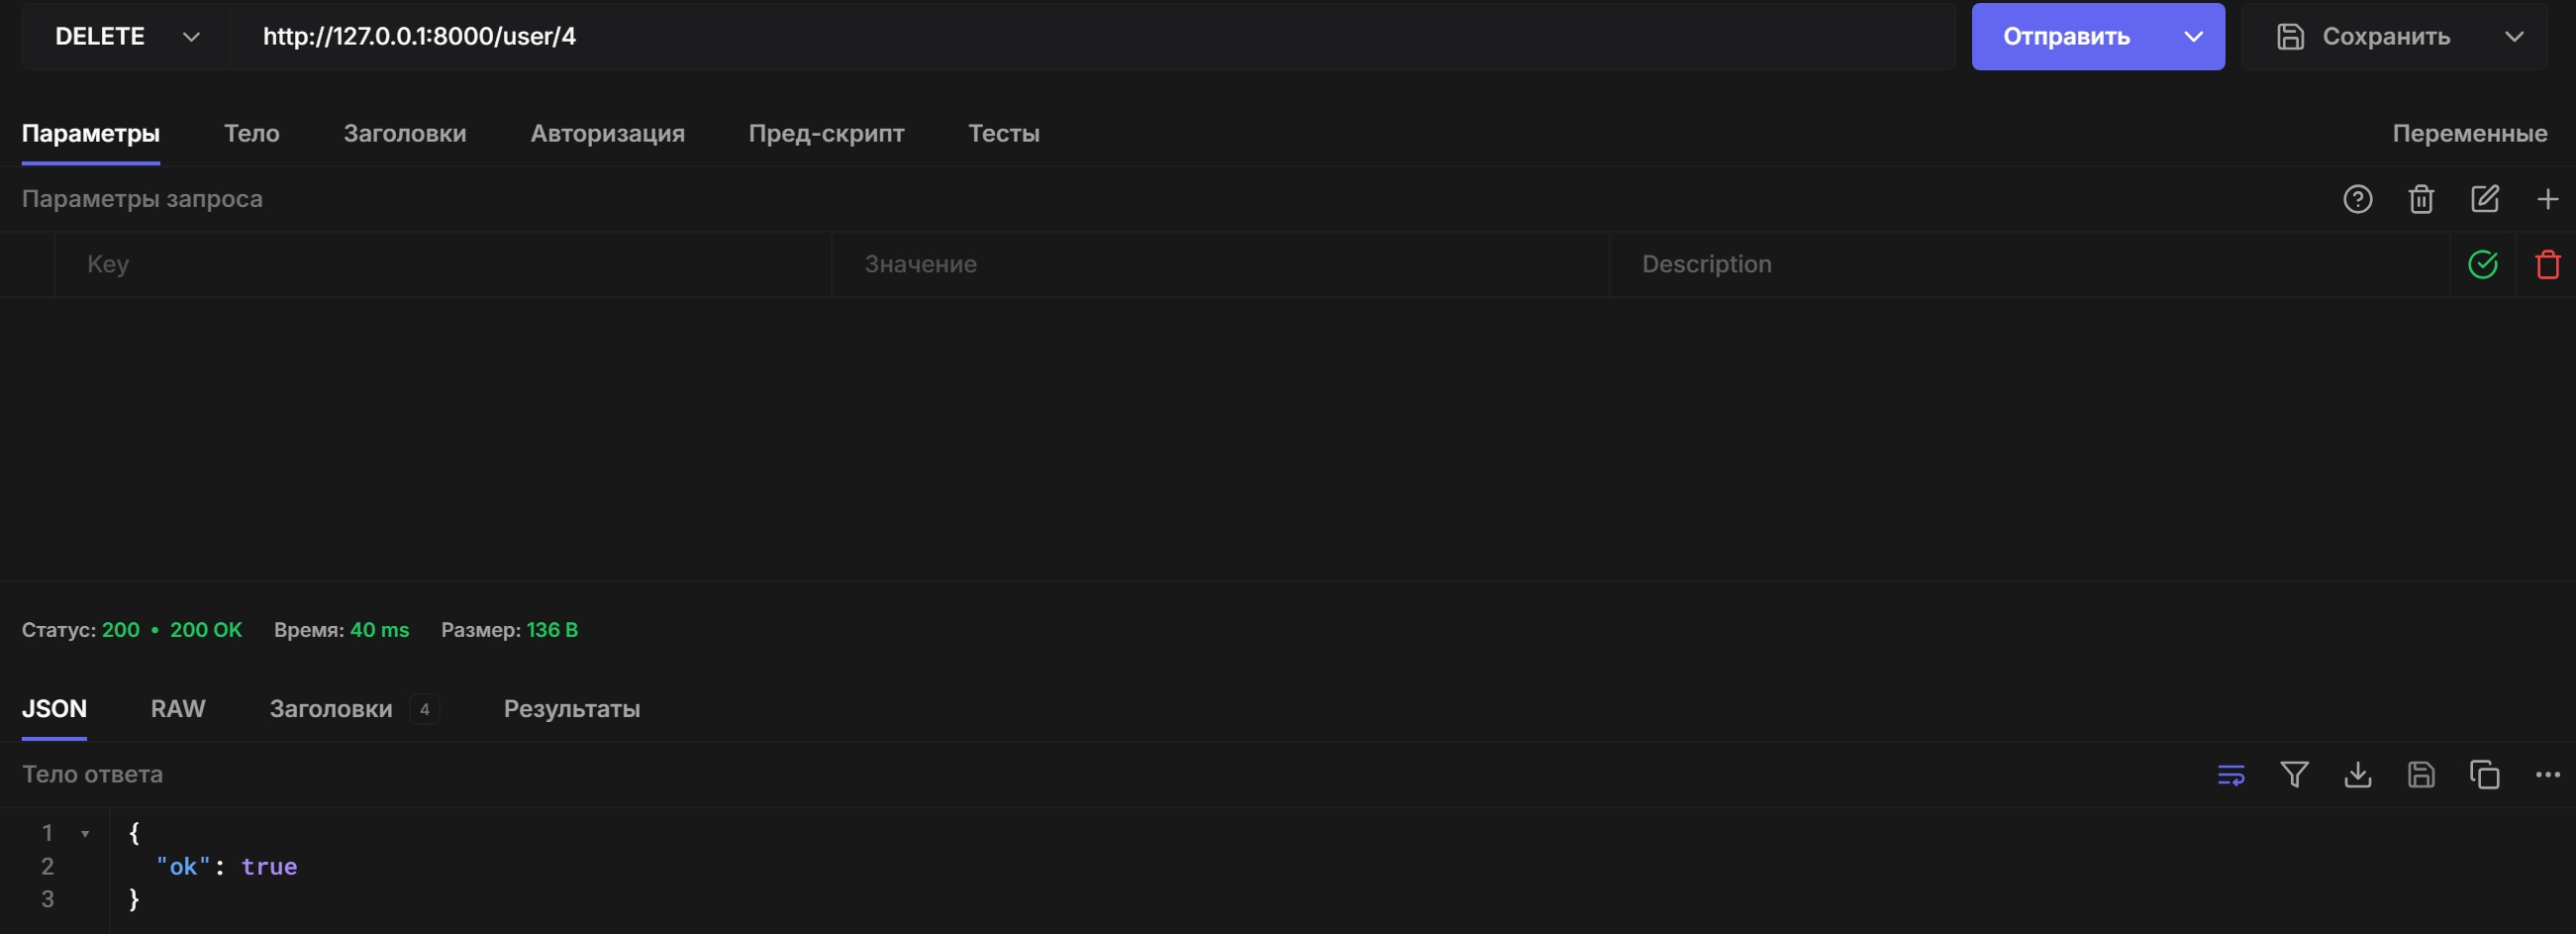 DELETE http://127.0.0.1:8000/user/4 Отправить Сохранить
Параметры Тело Заголовки Авторизация Пред-скрипт Тесты Переменные
Параметры запроса
Key Значение Description
Статус: 200 • 200 OK Время: 40 ms Размер: 136 B
JSON RAW Заголовки 4 Результаты
Тело ответа
1 {
2 "ok": true
3 }